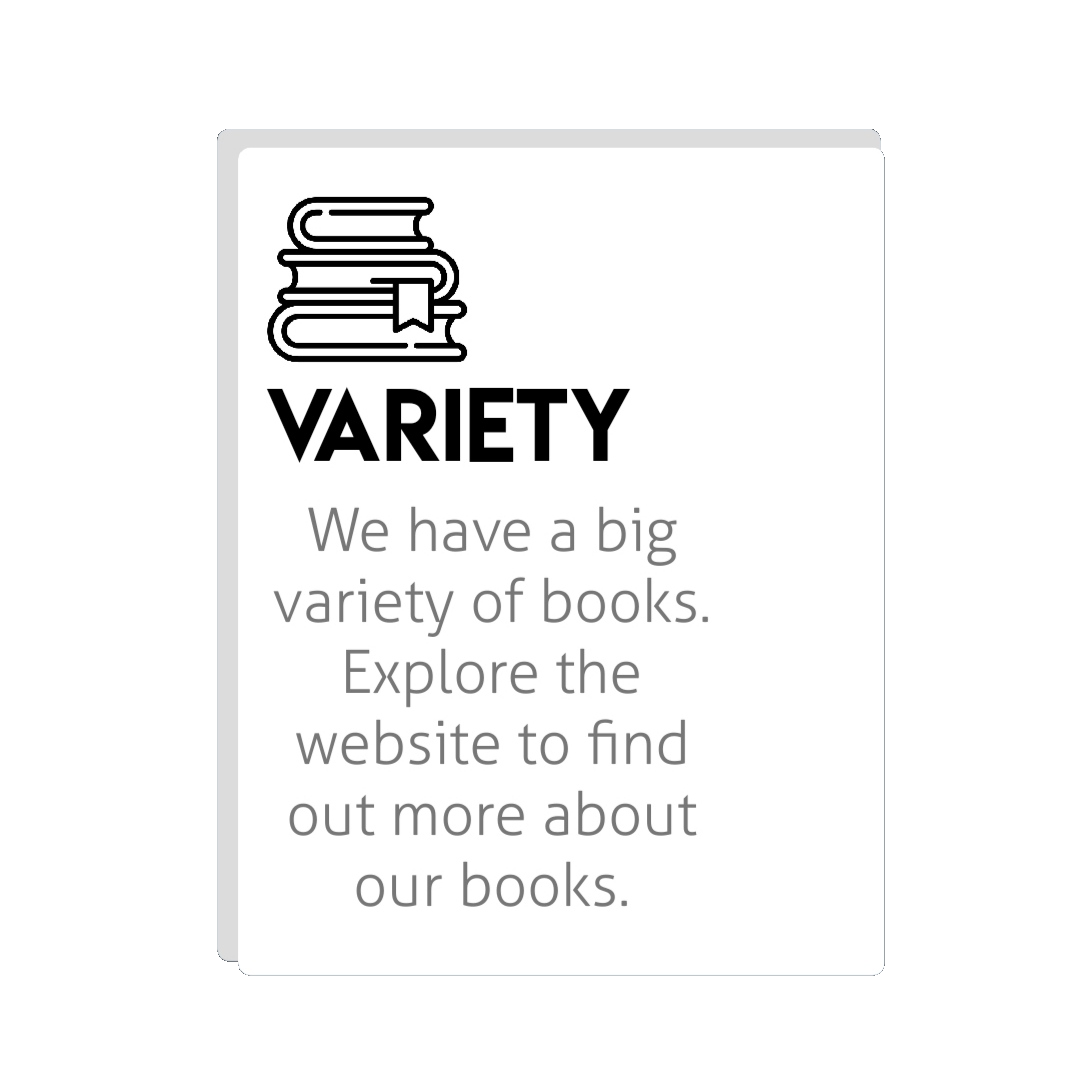 VARIETY
We have a big
variety of books.
Explore the
website to find
out more about
our books.